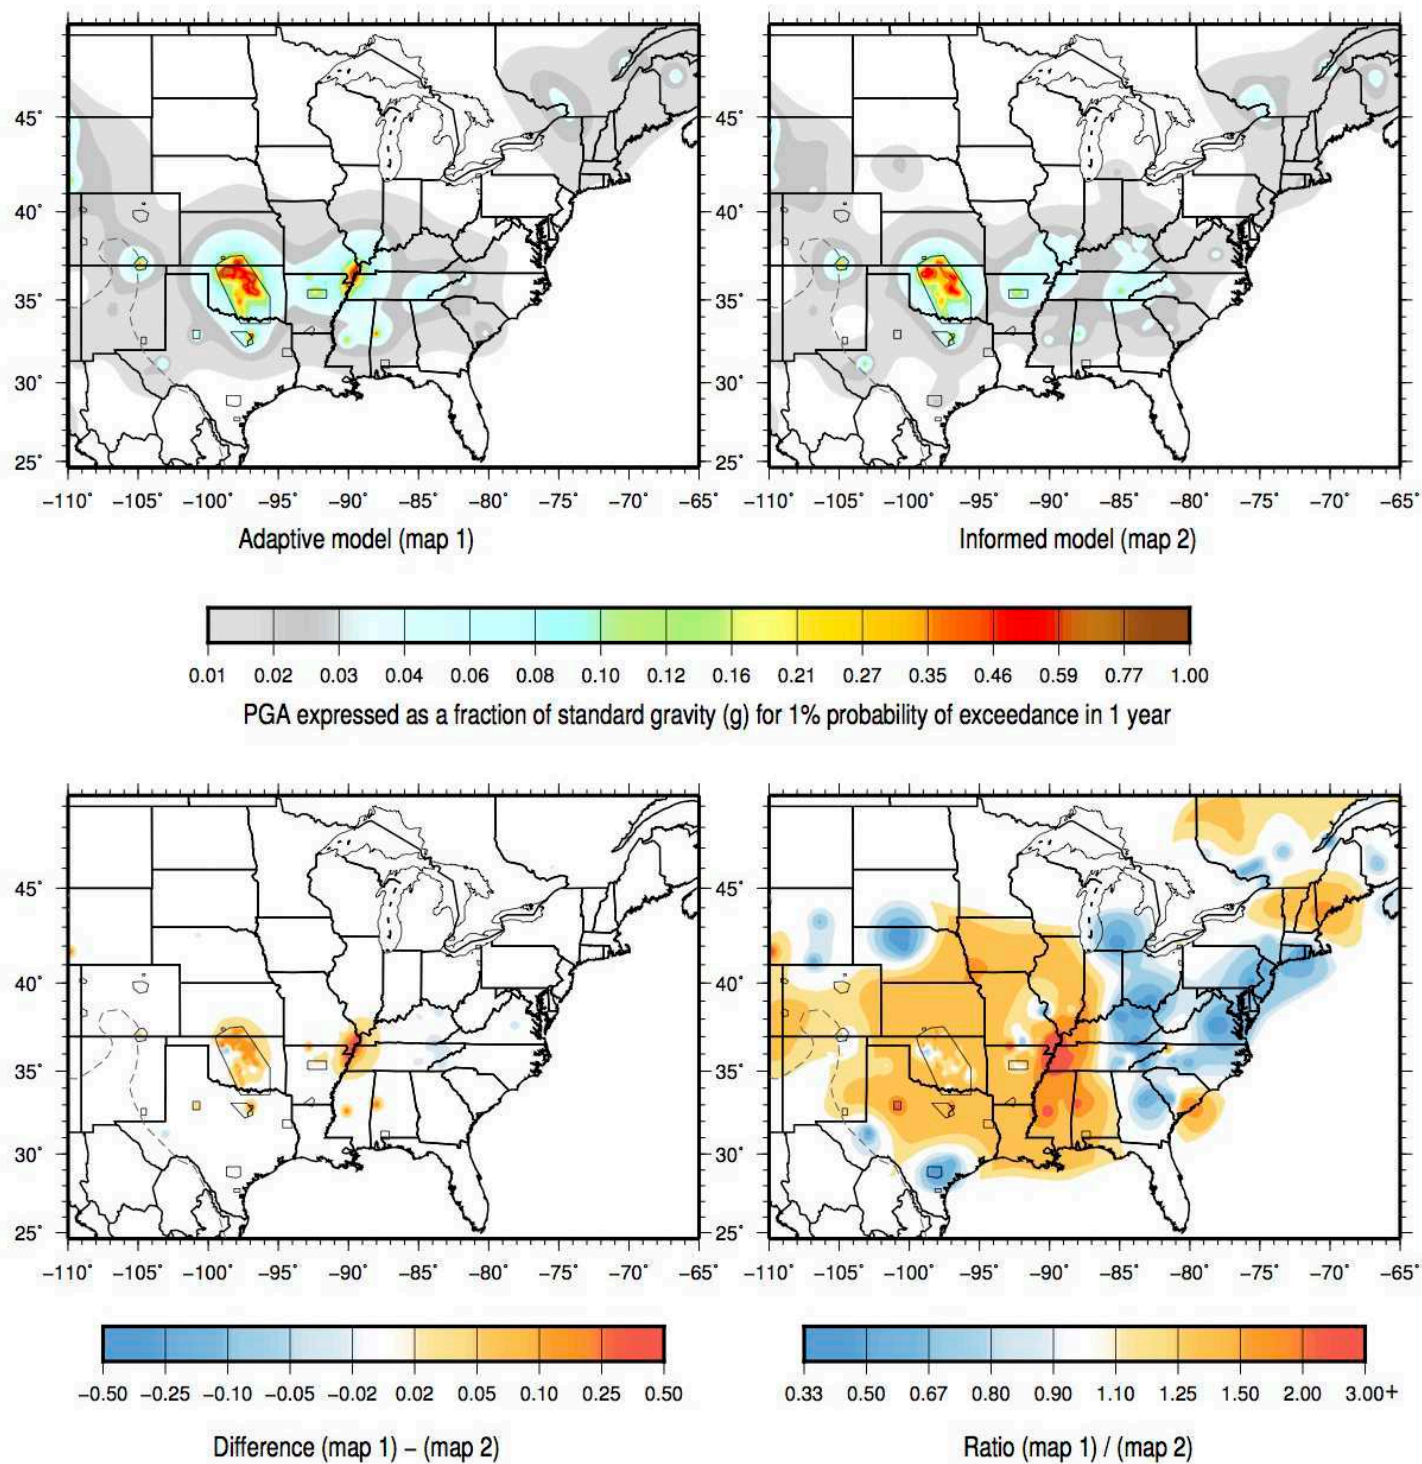 45° 45°
40° 40°
35° 35°
30° 30°
25° 25°
−110° −105° −100° −95° −90° −85° −80° −75° −70° −65° −110° −105° −100° −95° −90° −85° −80° −75° −70° −65°
Adaptive model (map 1) Informed model (map 2)
0.01 0.02 0.03 0.04 0.06 0.08 0.10 0.12 0.16 0.21 0.27 0.35 0.46 0.59 0.77 1.00
PGA expressed as a fraction of standard gravity (g) for 1% probability of exceedance in 1 year
45° 45°
40° 40°
35° 35°
30° 30°
25° 25°
−110° −105° −100° −95° −90° −85° −80° −75° −70° −65° −110° −105° −100° −95° −90° −85° −80° −75° −70° −65°
−0.50 −0.25 −0.10 −0.05 −0.02 0.02 0.05 0.10 0.25 0.50 0.33 0.50 0.67 0.80 0.90 1.10 1.25 1.50 2.00 3.00+
Difference (map 1) − (map 2) Ratio (map 1) / (map 2)